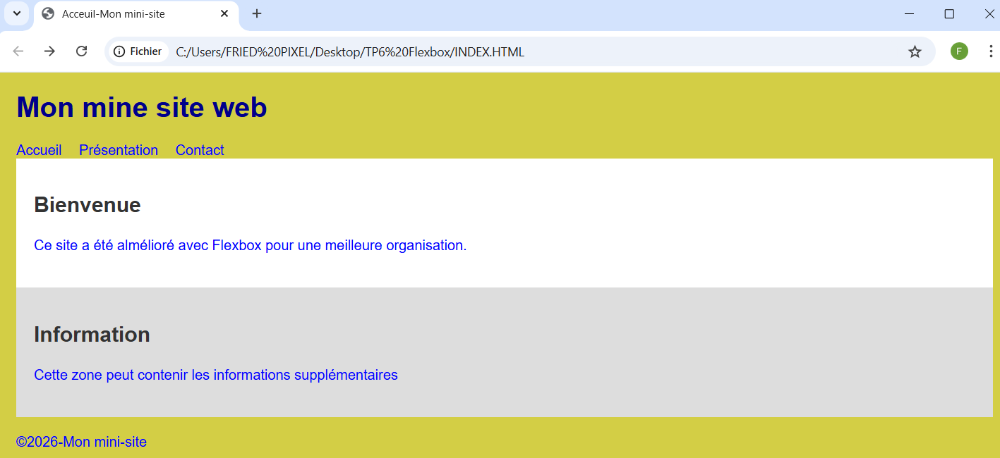 Acceuil-Mon mini-site
Fichier C:/Users/FRIED%20PIXEL/Desktop/TP6%20Flexbox/INDEX.HTML
F
Mon mine site web
Accueil Présentation Contact
Bienvenue
Ce site a été almélioré avec Flexbox pour une meilleure organisation.
Information
Cette zone peut contenir les informations supplémentaires
©2026-Mon mini-site